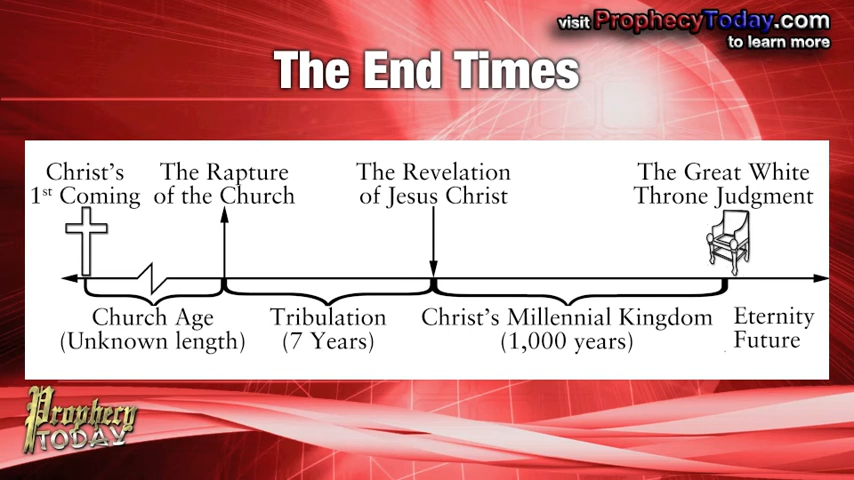 visit ProphecyToday.com
to learn more
The End Times
Christ's
1st Coming
The Rapture
of the Church
The Revelation
of Jesus Christ
The Great White
Throne Judgment
Church Age
(Unknown length)
Tribulation
(7 Years)
Christ's Millennial Kingdom
(1,000 years)
Eternity
Future
Prophecy
TODAY